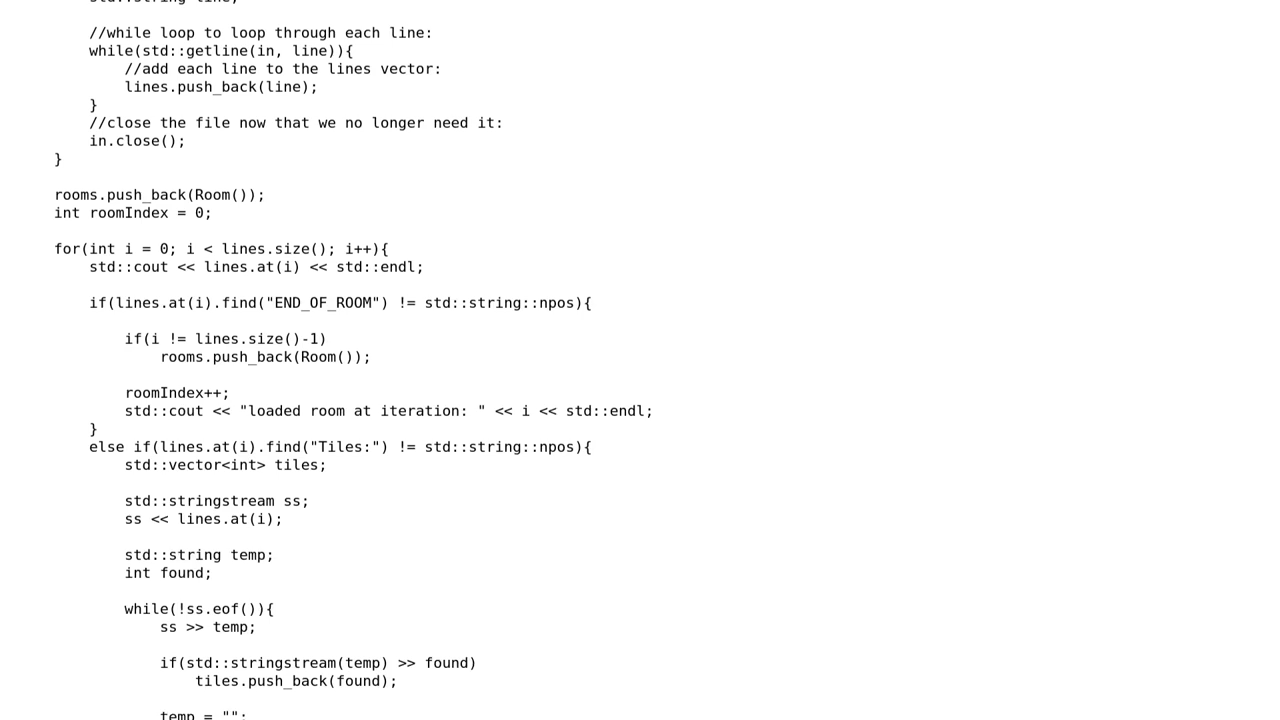 std::string line;

    //while loop to loop through each line:
    while(std::getline(in, line)){
        //add each line to the lines vector:
        lines.push_back(line);
    }
    //close the file now that we no longer need it:
    in.close();
}

rooms.push_back(Room());
int roomIndex = 0;

for(int i = 0; i < lines.size(); i++){
    std::cout << lines.at(i) << std::endl;

    if(lines.at(i).find("END_OF_ROOM") != std::string::npos){

        if(i != lines.size()-1)
            rooms.push_back(Room());

        roomIndex++;
        std::cout << "loaded room at iteration: " << i << std::endl;
    }
    else if(lines.at(i).find("Tiles:") != std::string::npos){
        std::vector<int> tiles;

        std::stringstream ss;
        ss << lines.at(i);

        std::string temp;
        int found;

        while(!ss.eof()){
            ss >> temp;

            if(std::stringstream(temp) >> found)
                tiles.push_back(found);

            temp = "";